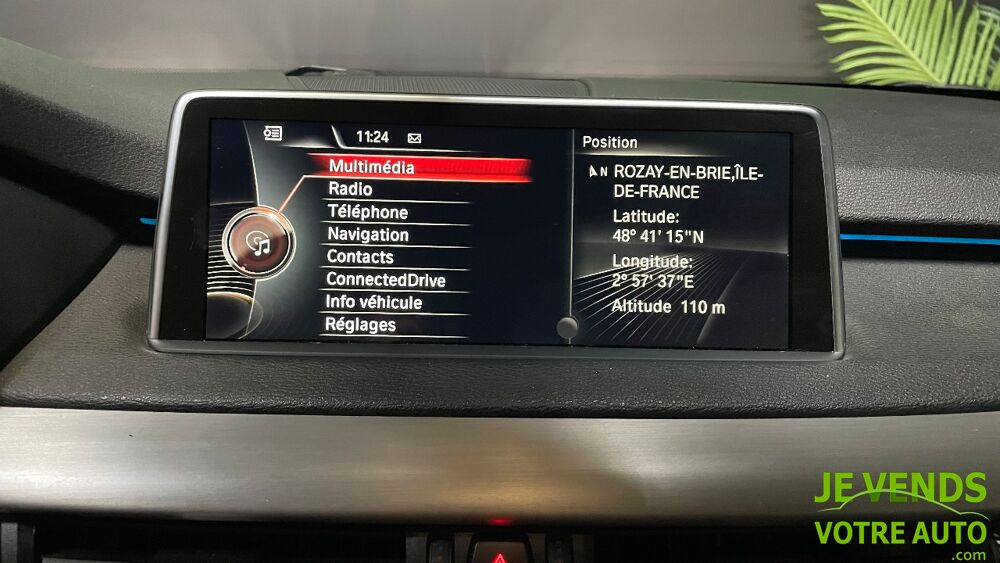 11:24
Multimédia
Radio
Téléphone
Navigation
Contacts
ConnectedDrive
Info véhicule
Réglages
Position
N ROZAY-EN-BRIE,ÎLE-
DE-FRANCE
Latitude:
48° 41' 15"N
Longitude:
2° 57' 37"E
Altitude 110 m
JE VENDS
VOTRE AUTO
.com